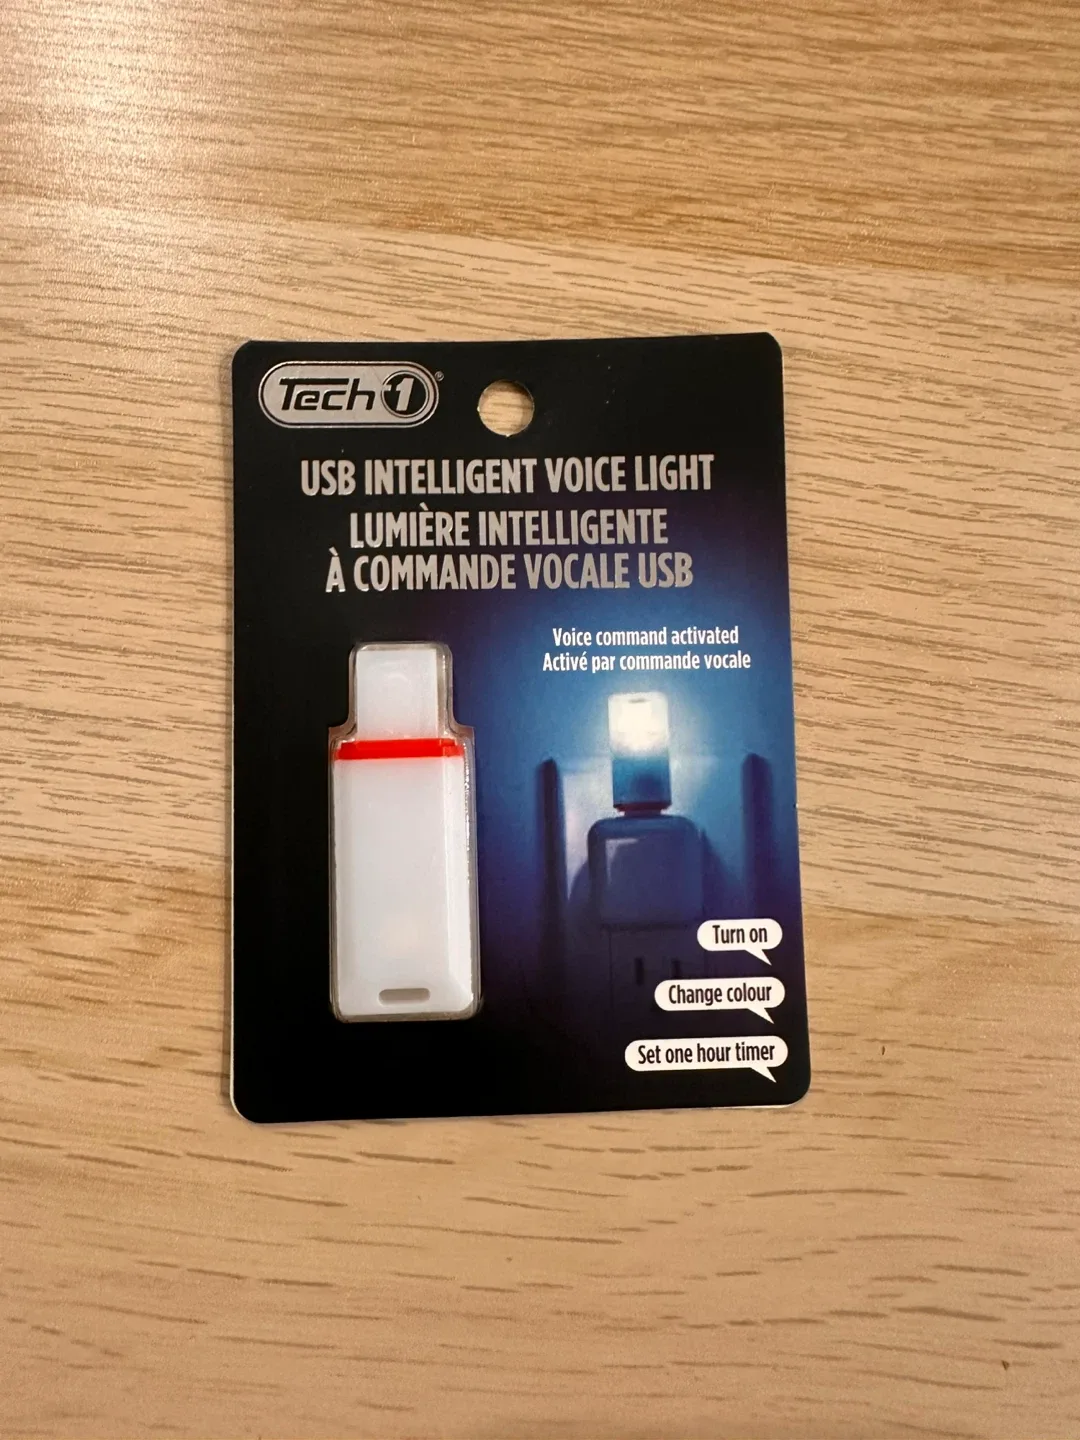 Tech 1®
USB INTELLIGENT VOICE LIGHT
LUMIÈRE INTELLIGENTE
À COMMANDE VOCALE USB
Voice command activated
Activé par commande vocale
Turn on
Change colour
Set one hour timer